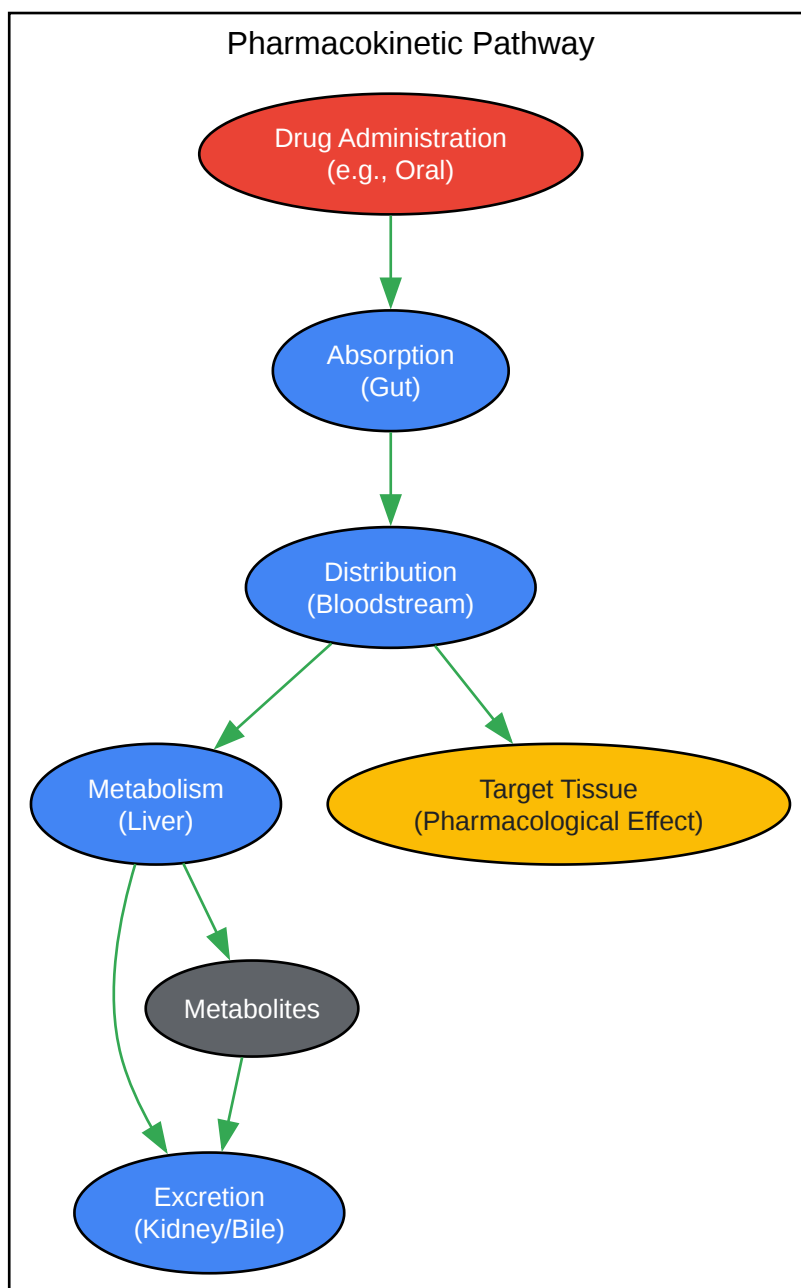 Pharmacokinetic Pathway
Drug Administration
(e.g., Oral)
Absorption
(Gut)
Distribution
(Bloodstream)
Metabolism
(Liver)
Target Tissue
(Pharmacological Effect)
Metabolites
Excretion
(Kidney/Bile)